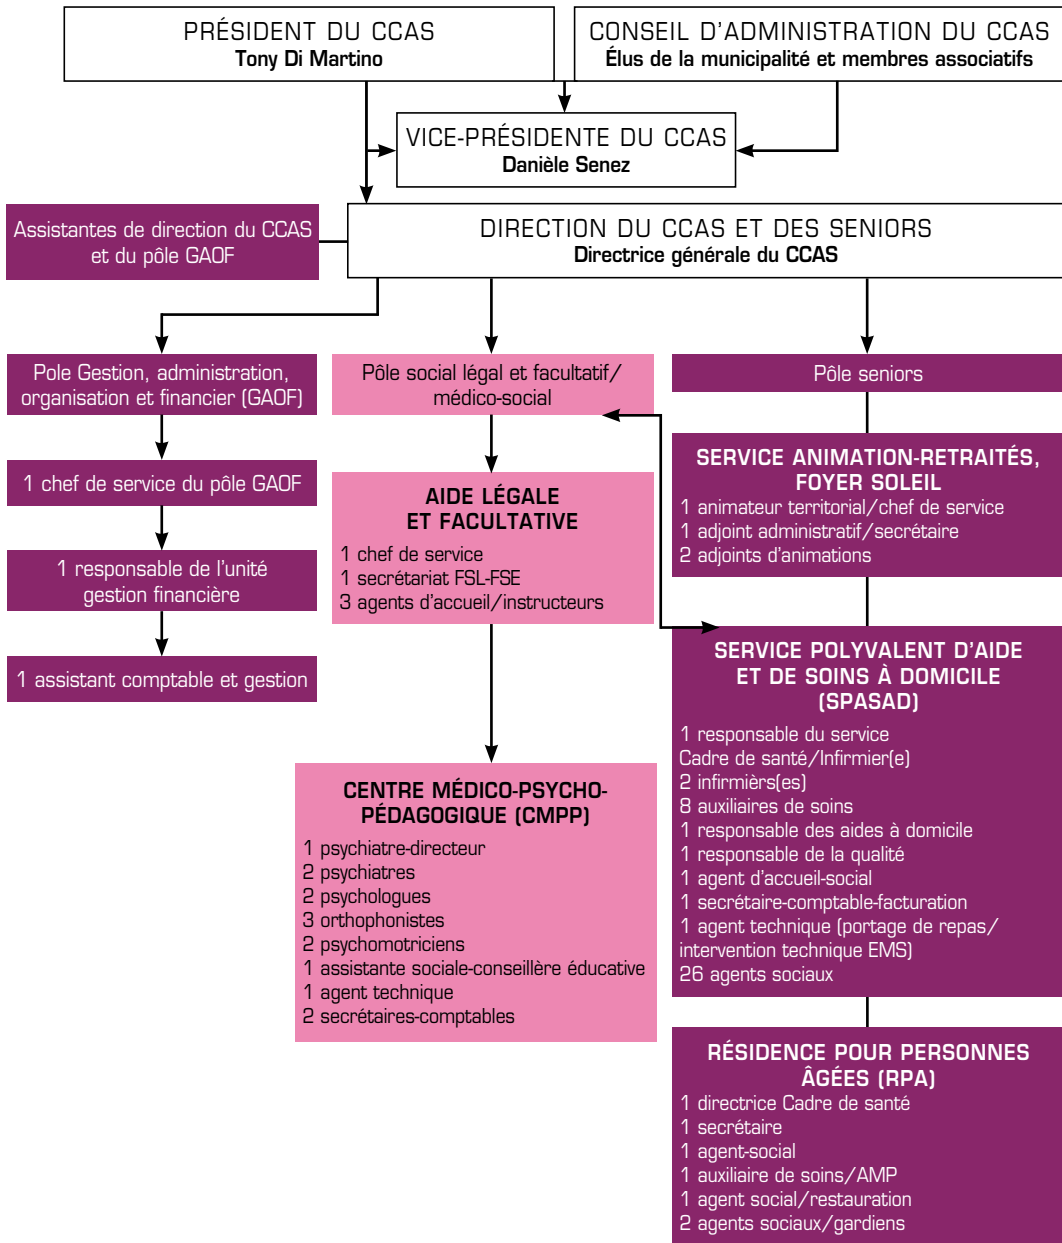 PRÉSIDENT DU CCAS
Tony Di Martino
CONSEIL D'ADMINISTRATION DU CCAS
Élus de la municipalité et membres associatifs
VICE-PRÉSIDENTE DU CCAS
Danièle Senez
Assistantes de direction du CCAS
et du pôle GAOF
DIRECTION DU CCAS ET DES SENIORS
Directrice générale du CCAS
Pole Gestion, administration,
organisation et financier (GAOF)
1 chef de service du pôle GAOF
1 responsable de l'unité
gestion financière
1 assistant comptable et gestion
Pôle social légal et facultatif/
médico-social
AIDE LÉGALE
ET FACULTATIVE
1 chef de service
1 secrétariat FSL-FSE
3 agents d'accueil/instructeurs
CENTRE MÉDICO-PSYCHO-
PÉDAGOGIQUE (CMPP)
1 psychiatre-directeur
2 psychiatres
2 psychologues
3 orthophonistes
2 psychomotriciens
1 assistante sociale-conseillère éducative
1 agent technique
2 secrétaires-comptables
Pôle seniors
SERVICE ANIMATION-RETRAITÉS,
FOYER SOLEIL
1 animateur territorial/chef de service
1 adjoint administratif/secrétaire
2 adjoints d'animations
SERVICE POLYVALENT D'AIDE
ET DE SOINS À DOMICILE
(SPASAD)
1 responsable du service
Cadre de santé/Infirmier(e)
2 infirmièrs(es)
8 auxiliaires de soins
1 responsable des aides à domicile
1 responsable de la qualité
1 agent d'accueil-social
1 secrétaire-comptable-facturation
1 agent technique (portage de repas/
intervention technique EMS)
26 agents sociaux
RÉSIDENCE POUR PERSONNES
ÂGÉES (RPA)
1 directrice Cadre de santé
1 secrétaire
1 agent-social
1 auxiliaire de soins/AMP
1 agent social/restauration
2 agents sociaux/gardiens